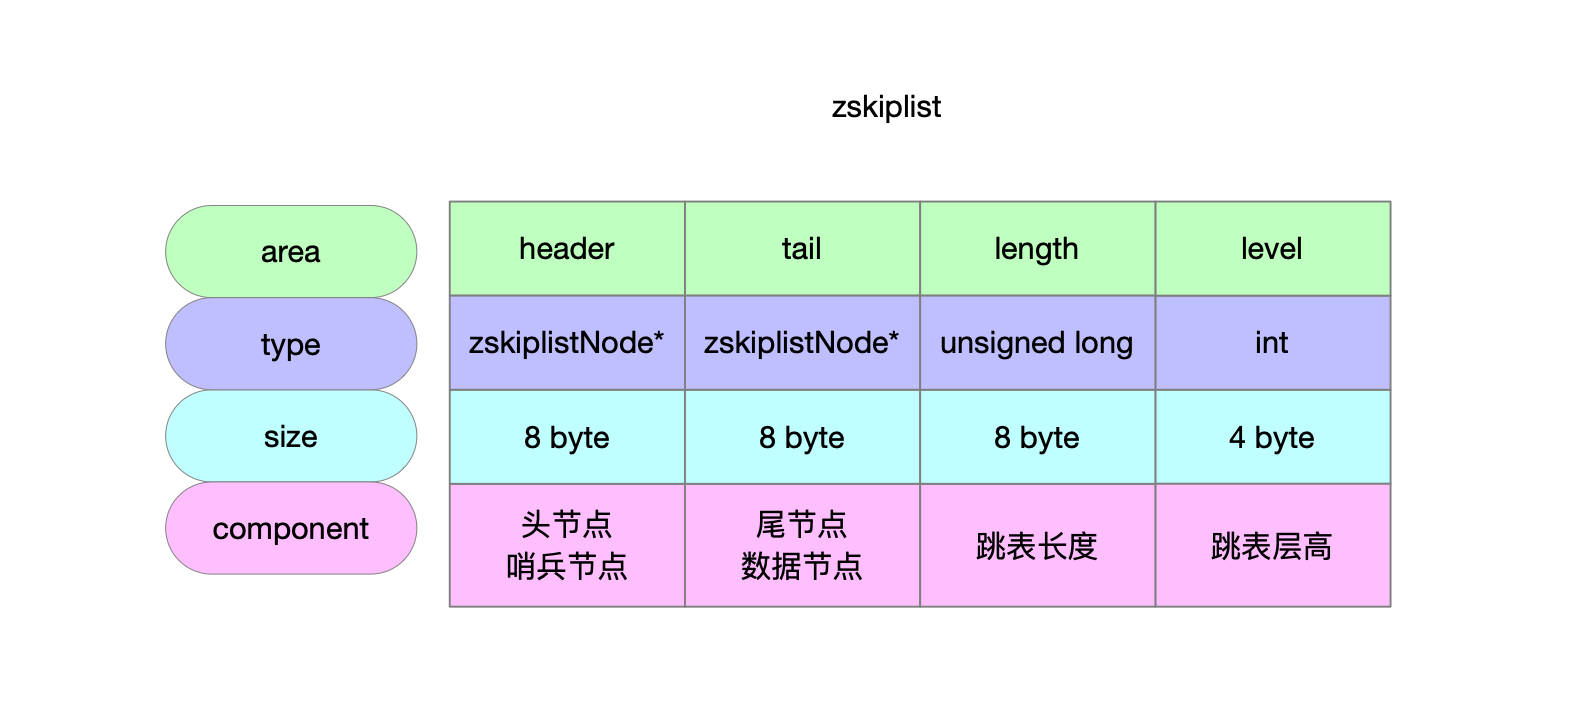 zskiplist
area
header
tail
length
level
type
zskiplistNode*
zskiplistNode*
unsigned long
int
size
8 byte
8 byte
8 byte
4 byte
component
头节点
哨兵节点
尾节点
数据节点
跳表长度
跳表层高